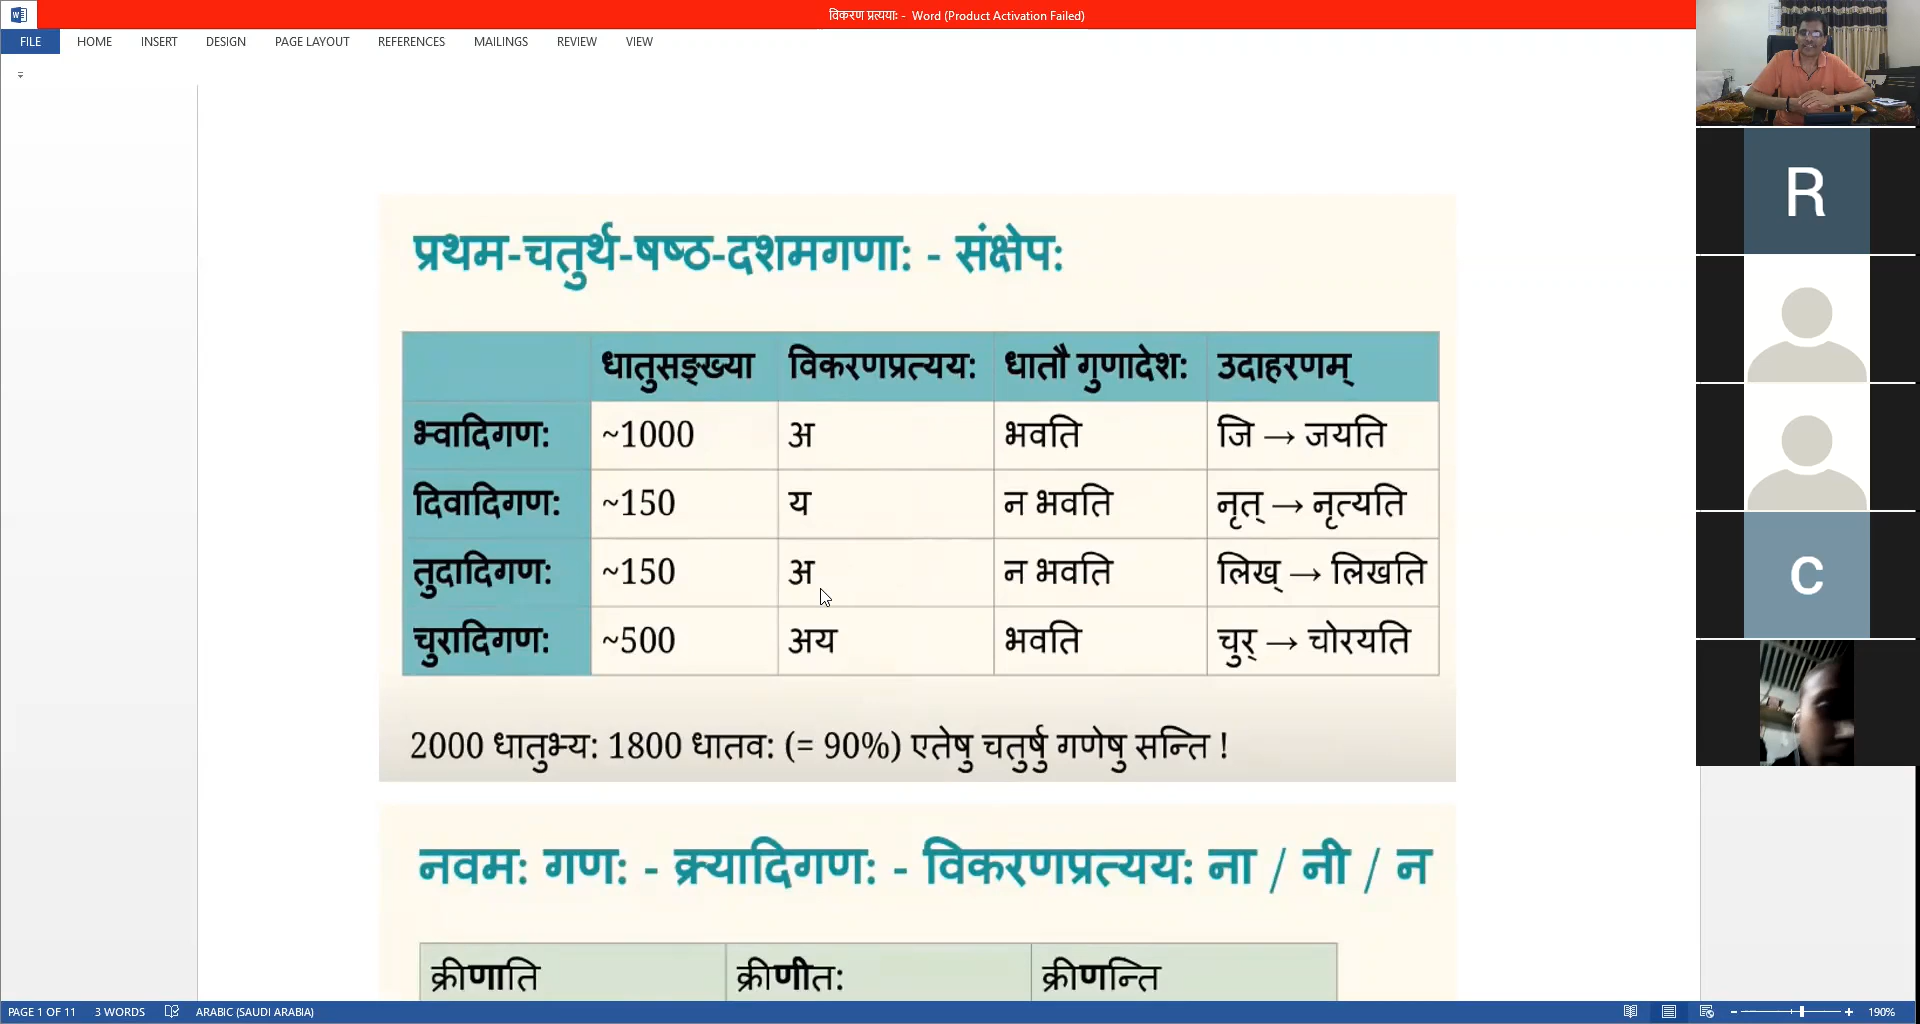 विकरण प्रत्ययाः - Word (Product Activation Failed)
FILE HOME INSERT DESIGN PAGE LAYOUT REFERENCES MAILINGS REVIEW VIEW
प्रथम-चतुर्थ-षष्ठ-दशमगणा: - संक्षेप:
धातुसङ्ख्या विकरणप्रत्यय: धातौ गुणादेश: उदाहरणम्
भ्वादिगण: ~1000 अ भवति जि → जयति
दिवादिगण: ~150 य न भवति नृत् → नृत्यति
तुदादिगण: ~150 अ न भवति लिख् → लिखति
चुरादिगण: ~500 अय भवति चुर् → चोरयति
2000 धातुभ्य: 1800 धातव: (= 90%) एतेषु चतुर्षु गणेषु सन्ति !
नवम: गण: - क्र्यादिगण: - विकरणप्रत्यय: ना / नी / न
क्रीणाति क्रीणीत: क्रीणन्ति
R
C
PAGE 1 OF 11 3 WORDS ARABIC (SAUDI ARABIA) 190%